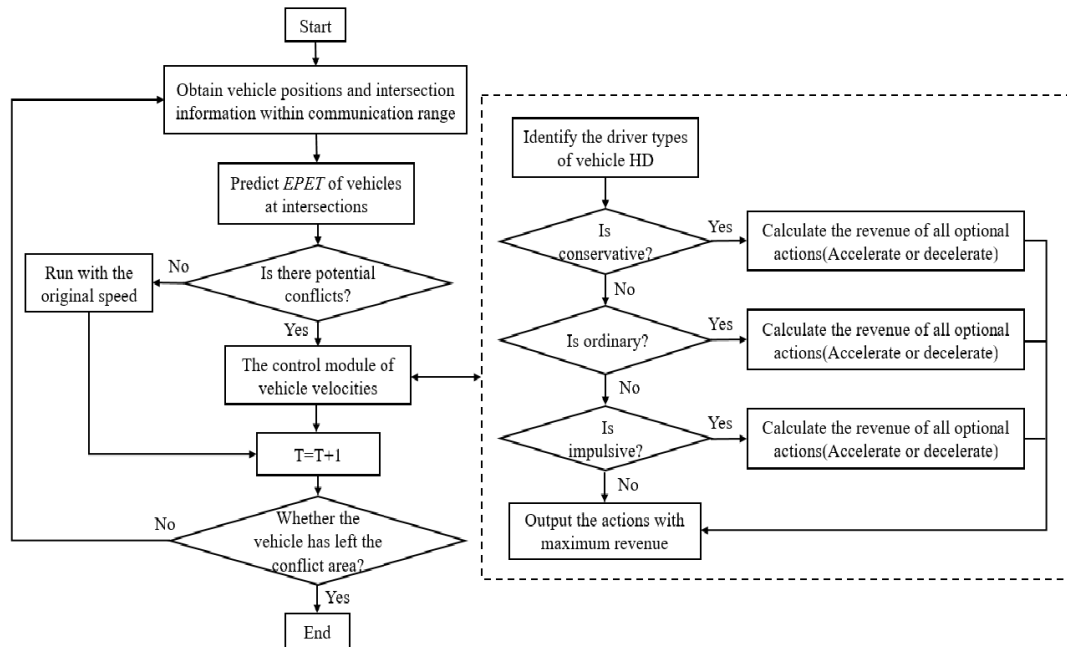 Start
Obtain vehicle positions and intersection
information within communication range
Predict EPET of vehicles
at intersections
Is there potential
conflicts?
No
Run with the
original speed
Yes
The control module of
vehicle velocities
T=T+1
Whether the
vehicle has left the
conflict area?
No
Yes
End
Identify the driver types
of vehicle HD
Is
conservative?
Yes
Calculate the revenue of all optional
actions(Accelerate or decelerate)
No
Is ordinary?
Yes
Calculate the revenue of all optional
actions(Accelerate or decelerate)
No
Is
impulsive?
Yes
Calculate the revenue of all optional
actions(Accelerate or decelerate)
No
Output the actions with
maximum revenue